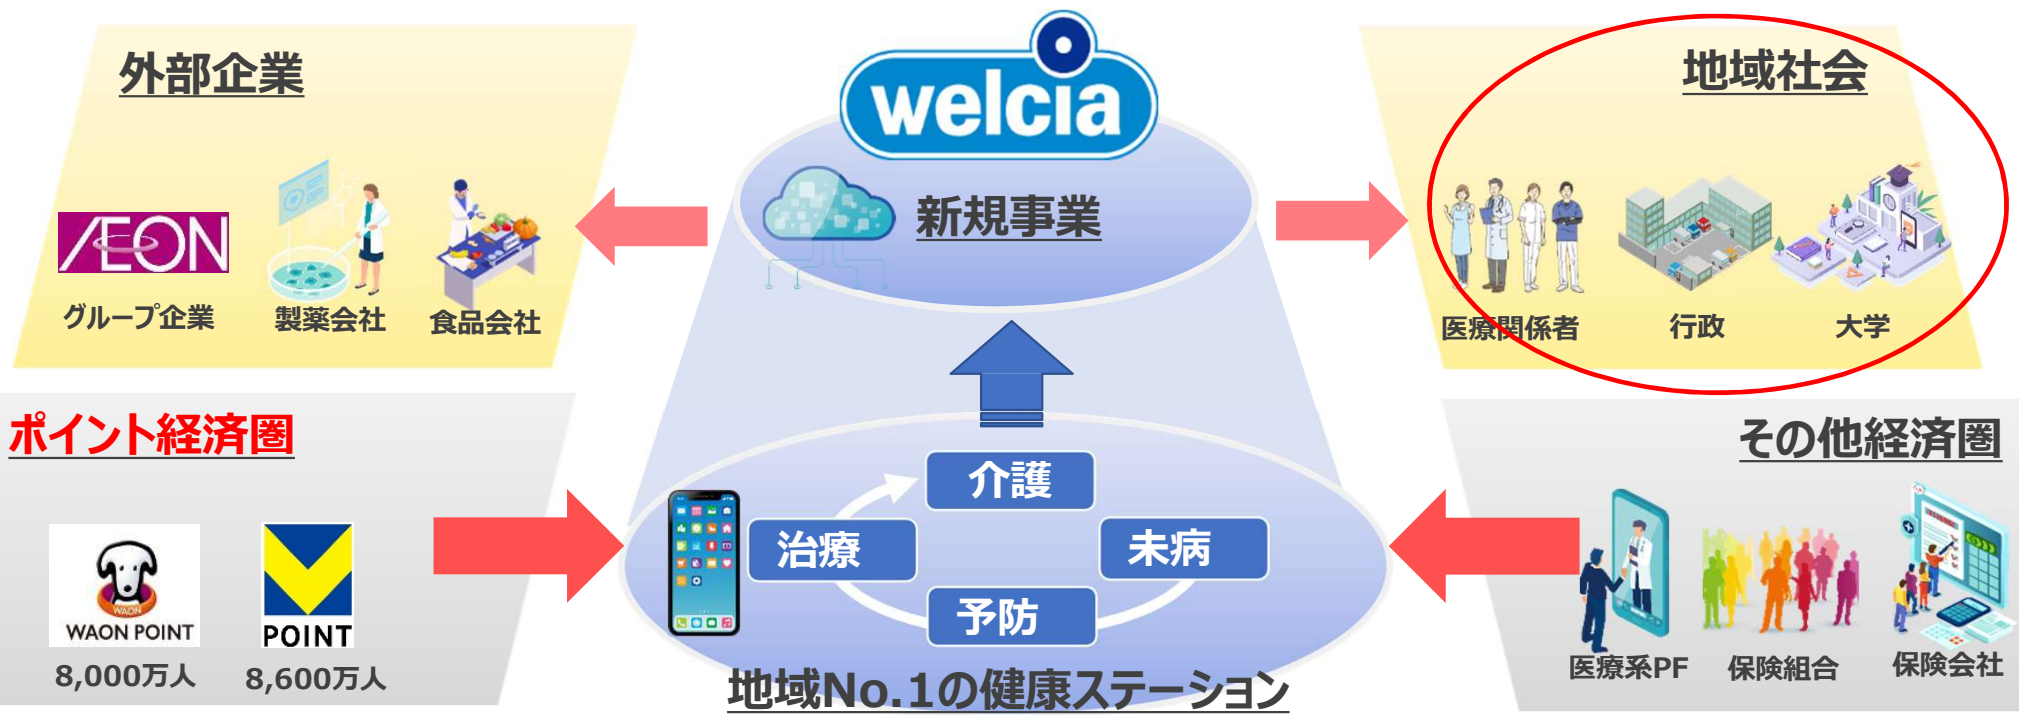 外部企業
ÆON
グループ企業
製薬会社
食品会社
welcia
新規事業
地域社会
医療関係者
行政
大学
ポイント経済圏
WAON
WAON POINT
8,000万人
POINT
8,600万人
介護
治療
未病
予防
地域No.1の健康ステーション
その他経済圏
医療系PF
保険組合
保険会社